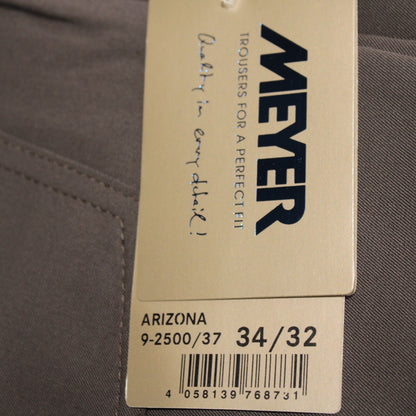 MEYER
TROUSERS FOR A PERFECT FIT
Quality in every detail!
ARIZONA
9-2500/37 34/32
4 058139 768731